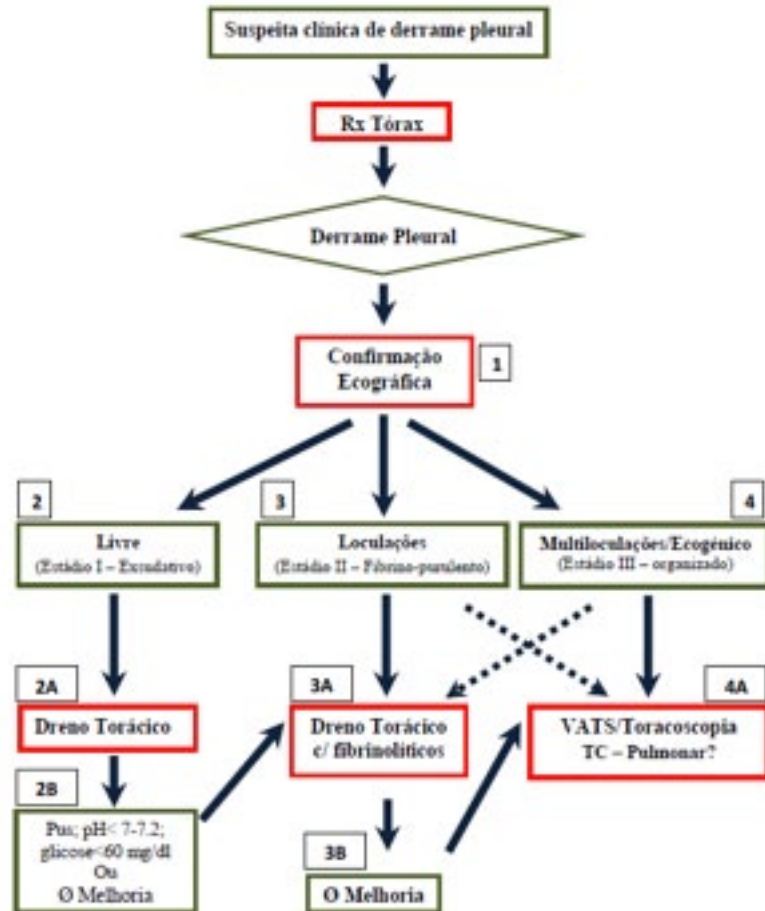 Suspeita clínica de derrame pleural
Rx Tórax
Derrame Pleural
Confirmação
Ecográfica
1
2
Livre
(Estádio I – Exsudativo)
3
Loculações
(Estádio II – Fibrino-purulento)
4
Multiloculações/Ecogénico
(Estádio III – organizado)
2A
Dreno Torácico
3A
Dreno Torácico
c/ fibrinolíticos
4A
VATS/Toracoscopia
TC – Pulmonar?
2B
Pus; pH< 7-7.2;
glicose<60 mg/dl
Ou
Ø Melhoria
3B
O Melhoria